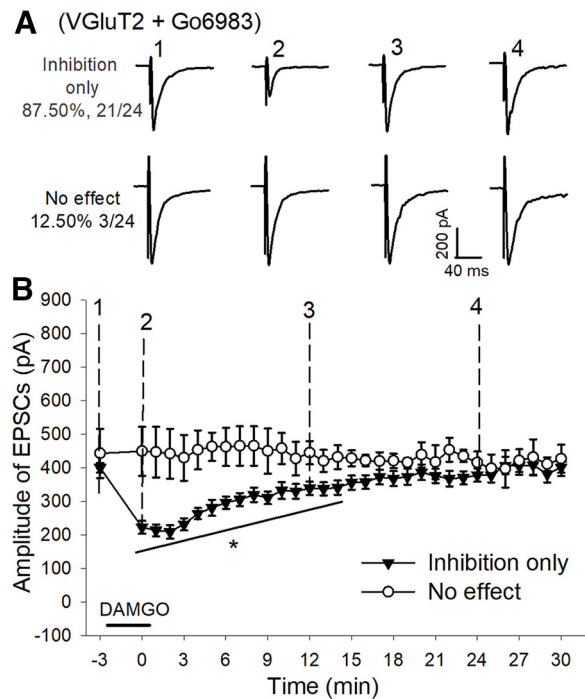 A (VGluT2 + Go6983)
1 2 3 4
Inhibition
only
87.50%, 21/24
No effect
12.50% 3/24
200 pA
40 ms
B
1 2 3 4
Amplitude of EPSCs (pA)
900
800
700
600
500
400
300
200
100
0
-100
*
Inhibition only
No effect
DAMGO
-3 0 3 6 9 12 15 18 21 24 27 30
Time (min)